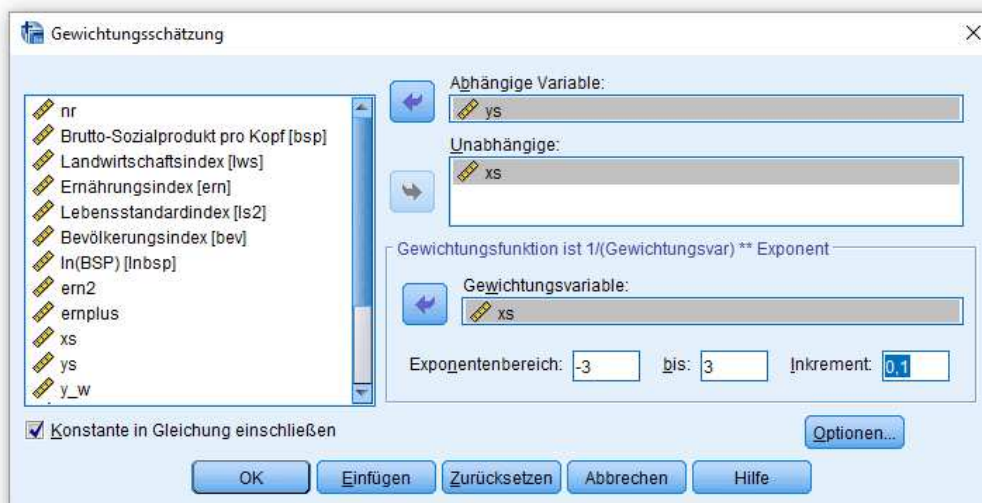 Gewichtungsschätzung
nr
Brutto-Sozialprodukt pro Kopf [bsp]
Landwirtschaftsindex [lws]
Ernährungsindex [ern]
Lebensstandardindex [ls2]
Bevölkerungsindex [bev]
ln(BSP) [lnbsp]
ern2
ernplus
xs
ys
y_w
Abhängige Variable:
ys
Unabhängige:
xs
Gewichtungsfunktion ist 1/(Gewichtungsvar) ** Exponent
Gewichtungsvariable:
xs
Exponentenbereich: -3 bis: 3 Inkrement: 0,1
Konstante in Gleichung einschließen
Optionen...
OK Einfügen Zurücksetzen Abbrechen Hilfe